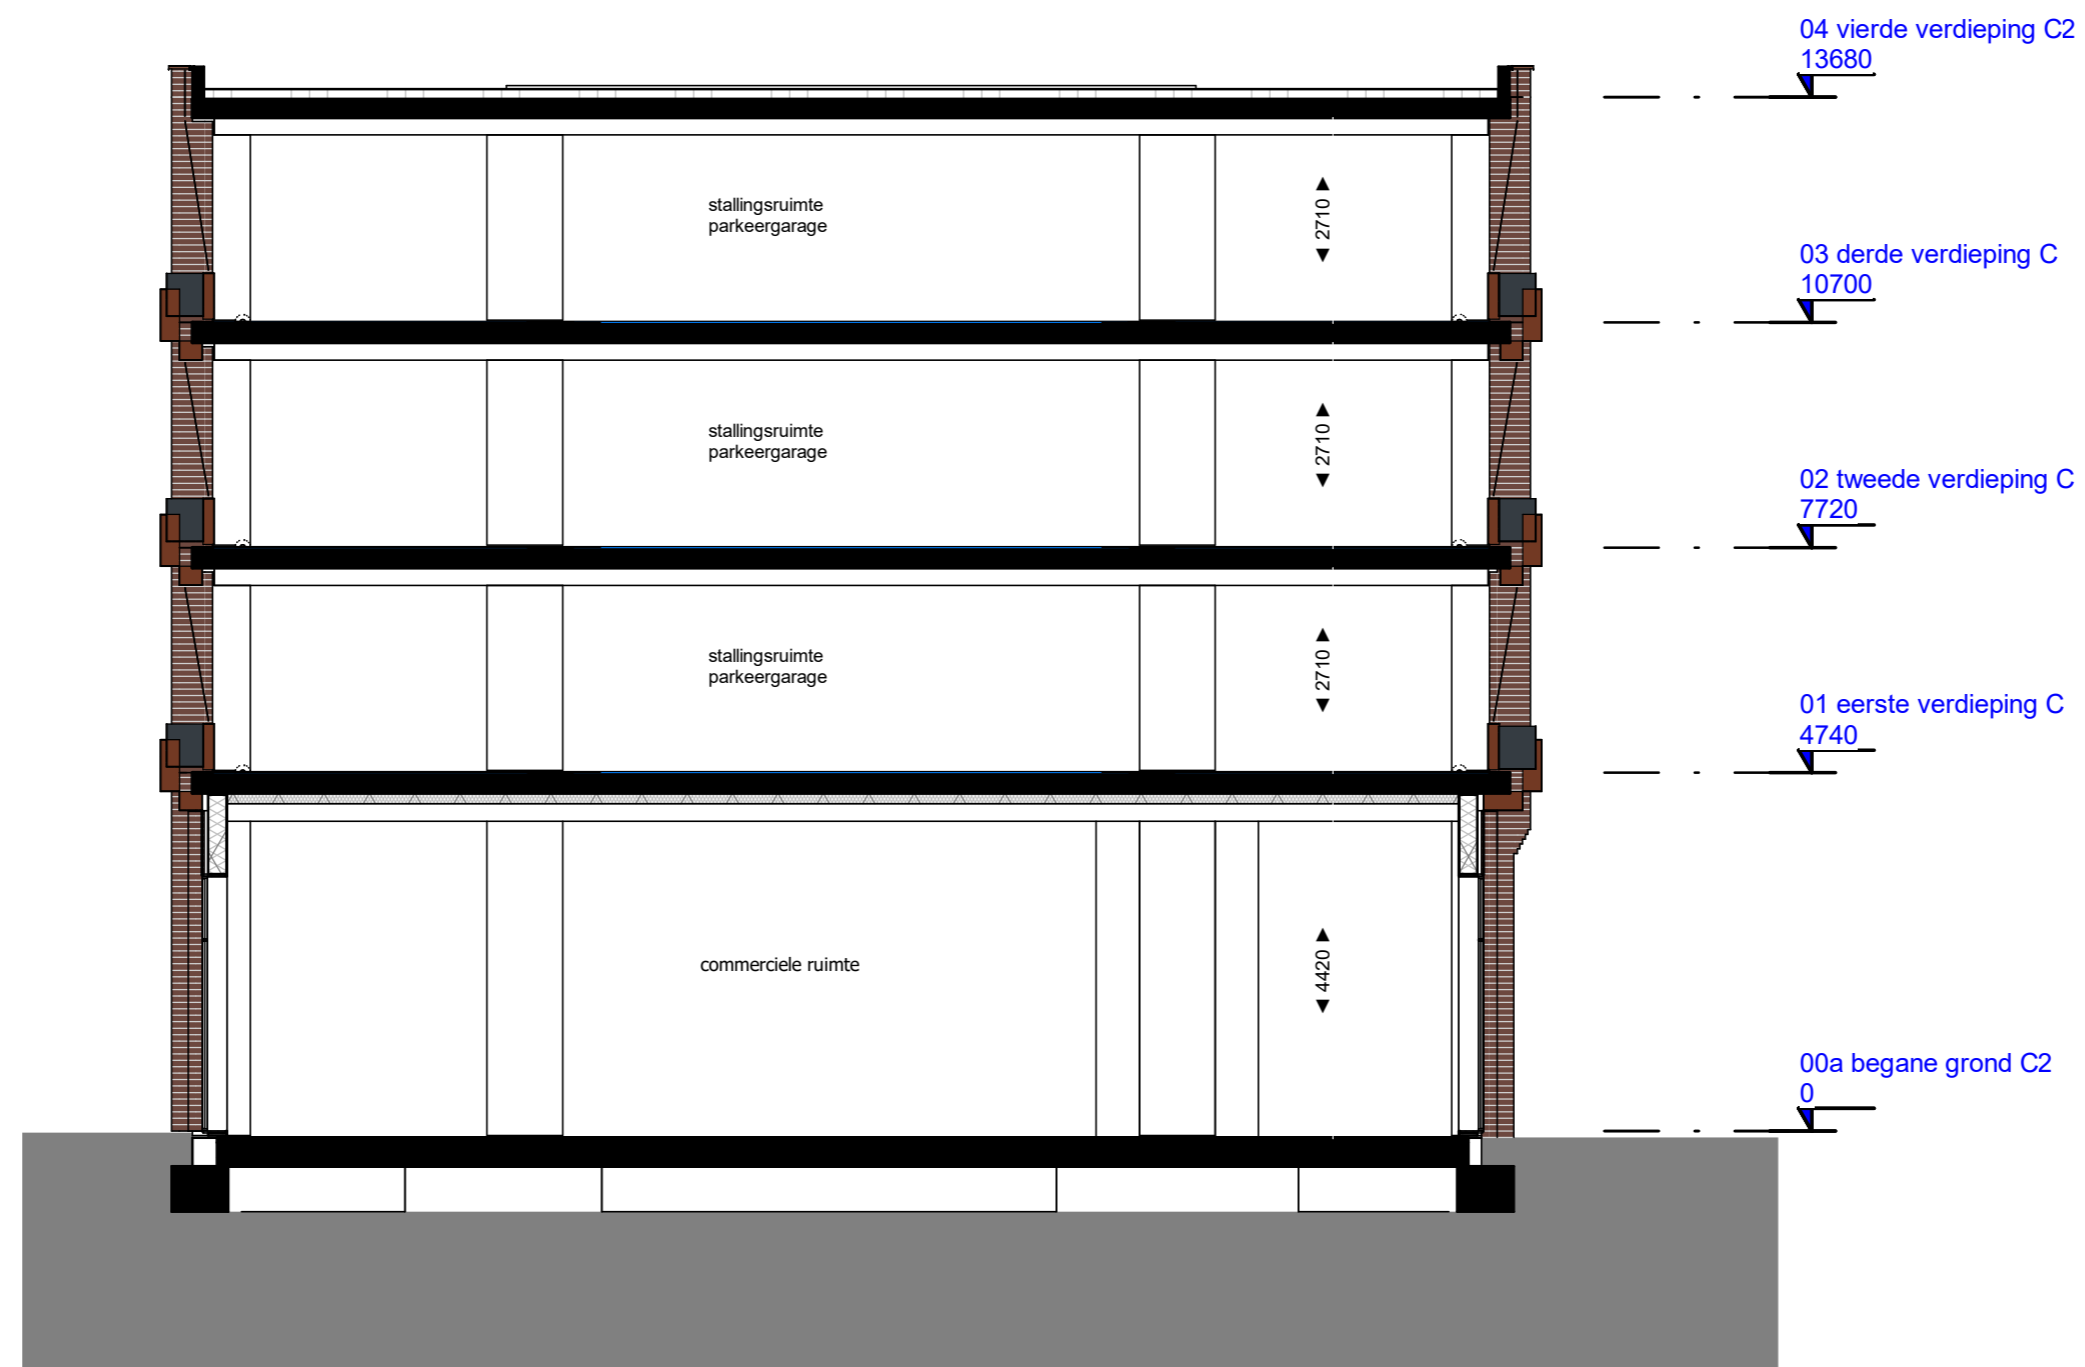 04 vierde verdieping C2
13680
stallingsruimte
parkeergarage
2710
03 derde verdieping C
10700
stallingsruimte
parkeergarage
2710
02 tweede verdieping C
7720
stallingsruimte
parkeergarage
2710
01 eerste verdieping C
4740
commerciele ruimte
4420
00a begane grond C2
0